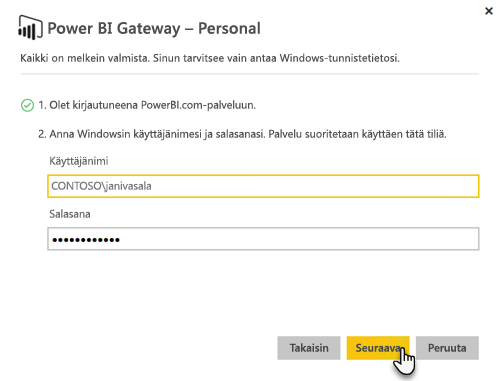 Power BI Gateway – Personal
Kaikki on melkein valmista. Sinun tarvitsee vain antaa Windows-tunnistetietosi.
1. Olet kirjautuneena PowerBI.com-palveluun.
2. Anna Windowsin käyttäjänimesi ja salasanasi. Palvelu suoritetaan käyttäen tätä tiliä.
Käyttäjänimi
CONTOSO\janivasala
Salasana
••••••••••••
Takaisin
Seuraava
Peruuta